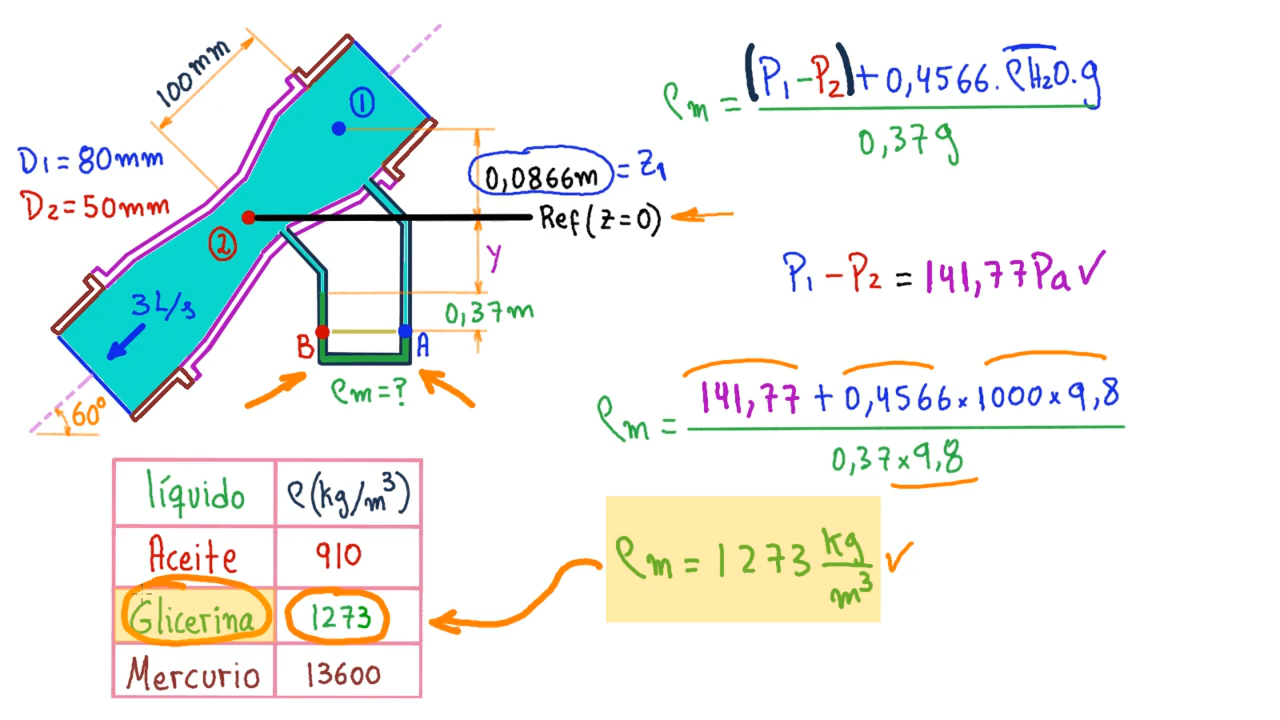 100mm
①
D1 = 80mm
D2 = 50mm
②
0,0866m = Z1
Ref (z=0)
y
3L/s
0,37m
B
A
ρm = ?
60°
ρm = (P1 - P2) + 0,4566. ρH2O.g / 0,37g
P1 - P2 = 141,77Pa ✓
ρm = 141,77 + 0,4566 x 1000 x 9,8 / 0,37 x 9,8
ρm = 1273 kg/m³ ✓
líquido ρ(kg/m³)
Aceite 910
Glicerina 1273
Mercurio 13600